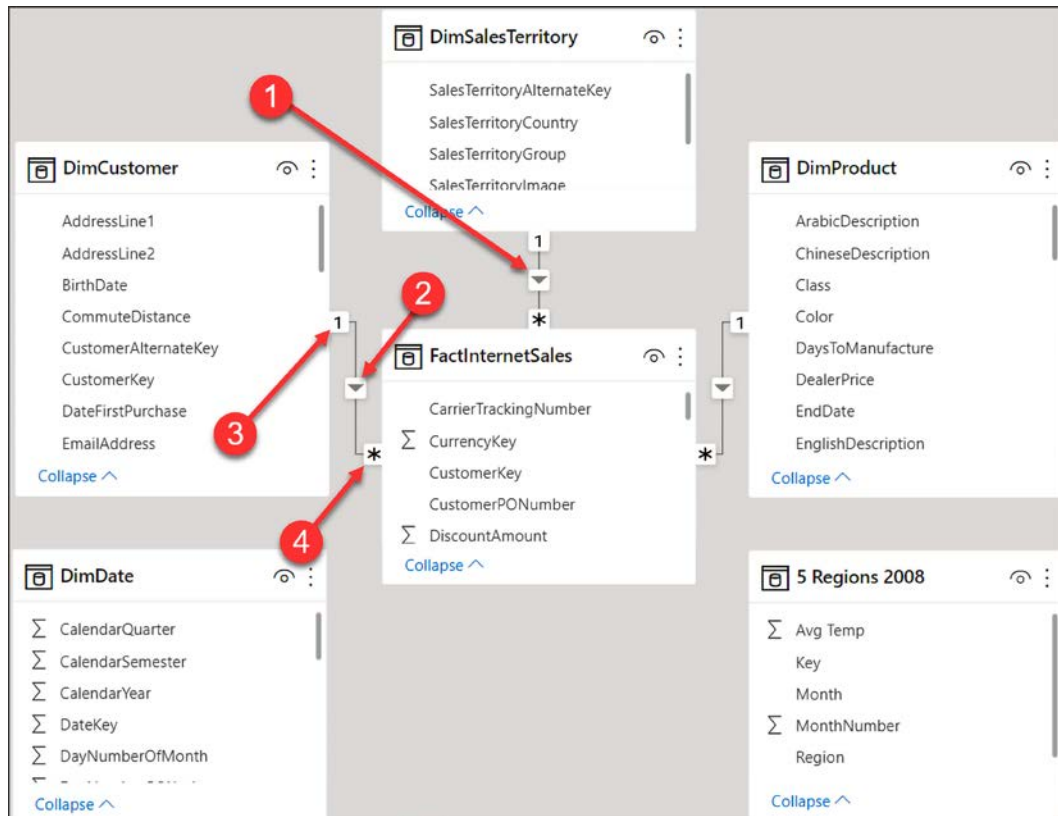 DimSalesTerritory
SalesTerritoryAlternateKey
SalesTerritoryCountry
SalesTerritoryGroup
SalesTerritoryImage
Collapse
1
DimCustomer
AddressLine1
AddressLine2
BirthDate
CommuteDistance
CustomerAlternateKey
CustomerKey
DateFirstPurchase
EmailAddress
Collapse
2
3
4
1
*
1
*
FactInternetSales
CarrierTrackingNumber
Σ CurrencyKey
CustomerKey
CustomerPONumber
Σ DiscountAmount
Collapse
DimProduct
ArabicDescription
ChineseDescription
Class
Color
DaysToManufacture
DealerPrice
EndDate
EnglishDescription
Collapse
1
*
DimDate
Σ CalendarQuarter
Σ CalendarSemester
Σ CalendarYear
Σ DateKey
Σ DayNumberOfMonth
Collapse
5 Regions 2008
Σ Avg Temp
Key
Month
Σ MonthNumber
Region
Collapse